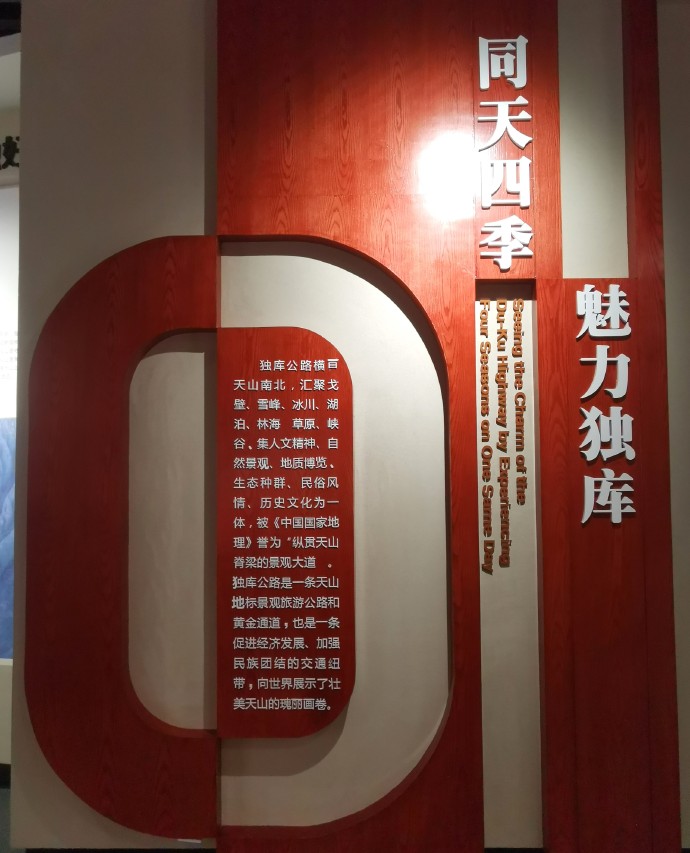 同天四季
魅力独库
Seeing the Charm of the
Du-Ku Highway by Experiencing
Four Seasons on One Same Day
独库公路横亘
天山南北，汇聚戈
壁、雪峰、冰川、湖
泊、林海 草原、峡
谷、集人文精神、自
然景观、地质博览、
生态种群、民俗风
情、历史文化为一
体，被《中国国家地
理》誉为“纵贯天山
脊梁的景观大道 。
独库公路是一条天山
地标景观旅游公路和
黄金通道，也是一条
促进经济发展、加强
民族团结的交通纽
带，向世界展示了壮
美天山的瑰丽画卷。